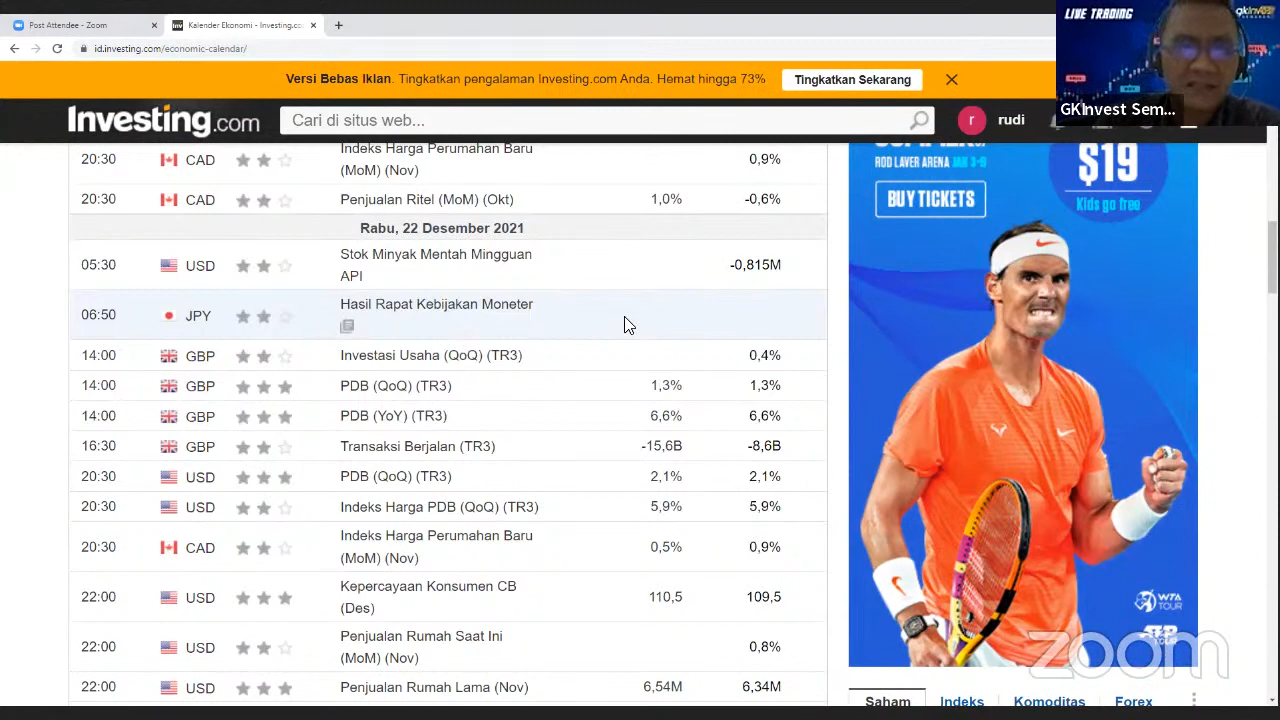 Post Attendee - Zoom
Kalender Ekonomi - Investing.co
id.investing.com/economic-calendar/
Versi Bebas Iklan. Tingkatkan pengalaman Investing.com Anda. Hemat hingga 73%
Tingkatkan Sekarang
LIVE TRADING
gkinvest
GKInvest Sem...
Investing.com
Cari di situs web...
r
rudi
20:30 CAD Indeks Harga Perumahan Baru
(MoM) (Nov) 0,9%
20:30 CAD Penjualan Ritel (MoM) (Okt) 1,0% -0,6%
Rabu, 22 Desember 2021
05:30 USD Stok Minyak Mentah Mingguan
API -0,815M
06:50 JPY Hasil Rapat Kebijakan Moneter
14:00 GBP Investasi Usaha (QoQ) (TR3) 0,4%
14:00 GBP PDB (QoQ) (TR3) 1,3% 1,3%
14:00 GBP PDB (YoY) (TR3) 6,6% 6,6%
16:30 GBP Transaksi Berjalan (TR3) -15,6B -8,6B
20:30 USD PDB (QoQ) (TR3) 2,1% 2,1%
20:30 USD Indeks Harga PDB (QoQ) (TR3) 5,9% 5,9%
20:30 CAD Indeks Harga Perumahan Baru
(MoM) (Nov) 0,5% 0,9%
22:00 USD Kepercayaan Konsumen CB
(Des) 110,5 109,5
22:00 USD Penjualan Rumah Saat Ini
(MoM) (Nov) 0,8%
22:00 USD Penjualan Rumah Lama (Nov) 6,54M 6,34M
ROD LAVER ARENA JAN 3-9
BUY TICKETS
$19
Kids go free
WTA
TOUR
ATP
zoom
Saham Indeks Komoditas Forex